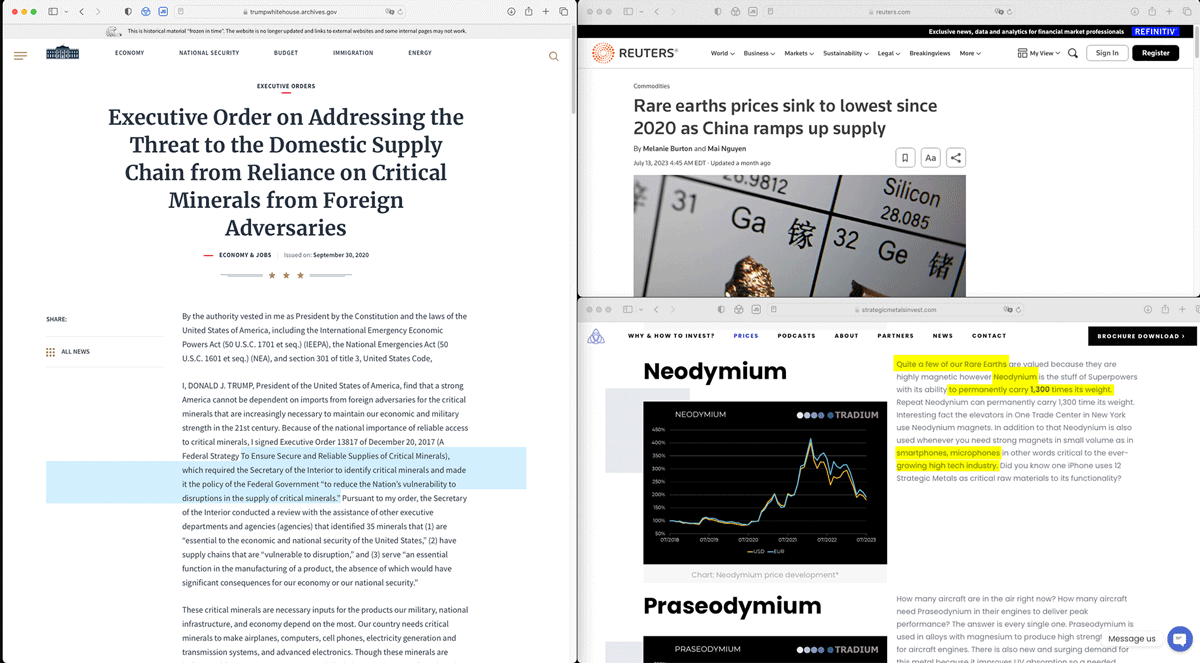 trumpwhitehouse.archives.gov
This is historical material "frozen in time". The website is no longer updated and links to external websites and some internal pages may not work.
ECONOMY NATIONAL SECURITY BUDGET IMMIGRATION ENERGY
EXECUTIVE ORDERS
Executive Order on Addressing the
Threat to the Domestic Supply
Chain from Reliance on Critical
Minerals from Foreign
Adversaries
ECONOMY & JOBS Issued on: September 30, 2020
SHARE:
ALL NEWS
By the authority vested in me as President by the Constitution and the laws of the
United States of America, including the International Emergency Economic
Powers Act (50 U.S.C. 1701 et seq.) (IEEPA), the National Emergencies Act (50
U.S.C. 1601 et seq.) (NEA), and section 301 of title 3, United States Code,
I, DONALD J. TRUMP, President of the United States of America, find that a strong
America cannot be dependent on imports from foreign adversaries for the critical
minerals that are increasingly necessary to maintain our economic and military
strength in the 21st century. Because of the national importance of reliable access
to critical minerals, I signed Executive Order 13817 of December 20, 2017 (A
Federal Strategy To Ensure Secure and Reliable Supplies of Critical Minerals),
which required the Secretary of the Interior to identify critical minerals and made
it the policy of the Federal Government "to reduce the Nation's vulnerability to
disruptions in the supply of critical minerals." Pursuant to my order, the Secretary
of the Interior conducted a review with the assistance of other executive
departments and agencies (agencies) that identified 35 minerals that (1) are
"essential to the economic and national security of the United States," (2) have
supply chains that are "vulnerable to disruption," and (3) serve "an essential
function in the manufacturing of a product, the absence of which would have
significant consequences for our economy or our national security."
These critical minerals are necessary inputs for the products our military, national
infrastructure, and economy depend on the most. Our country needs critical
minerals to make airplanes, computers, cell phones, electricity generation and
transmission systems, and advanced electronics. Though these minerals are
reuters.com
Exclusive news, data and analytics for financial market professionals REFINITIV
REUTERS World Business Markets Sustainability Legal Breakingviews More My View Sign In Register
Commodities
Rare earths prices sink to lowest since
2020 as China ramps up supply
By Melanie Burton and Mai Nguyen
July 13, 2023 4:45 AM EDT · Updated a month ago
Aa
Silicon
28.085
31
Ga
镓
32
Ge
锗
strategicmetalsinvest.com
WHY & HOW TO INVEST? PRICES PODCASTS ABOUT PARTNERS NEWS CONTACT BROCHURE DOWNLOAD
Neodymium
NEODYMIUM TRADIUM
450%
400%
350%
300%
250%
200%
150%
100%
50%
07/2018 07/2019 07/2020 07/2021 07/2022 07/2023
USD EUR
Chart: Neodymium price development*
Quite a few of our Rare Earths are valued because they are
highly magnetic however Neodynium is the stuff of Superpowers
with its ability to permanently carry 1,300 times its weight.
Repeat Neodynium can permanently carry 1,300 time its weight.
Interesting fact the elevators in One Trade Center in New York
use Neodynium magnets. In addition to that Neodynium is also
used whenever you need strong magnets in small volume as in
smartphones, microphones in other words critical to the ever-
growing high tech industry. Did you know one iPhone uses 12
Strategic Metals as critical raw materials to its functionality?
Praseodymium
PRASEODYMIUM TRADIUM
How many aircraft are in the air right now? How many aircraft
need Praseodynium in their engines to deliver peak
performance? The answer is every single one. Praseodymium is
used in alloys with magnesium to produce high strengt
for aircraft engines. There is also new and surging demand for
Message us